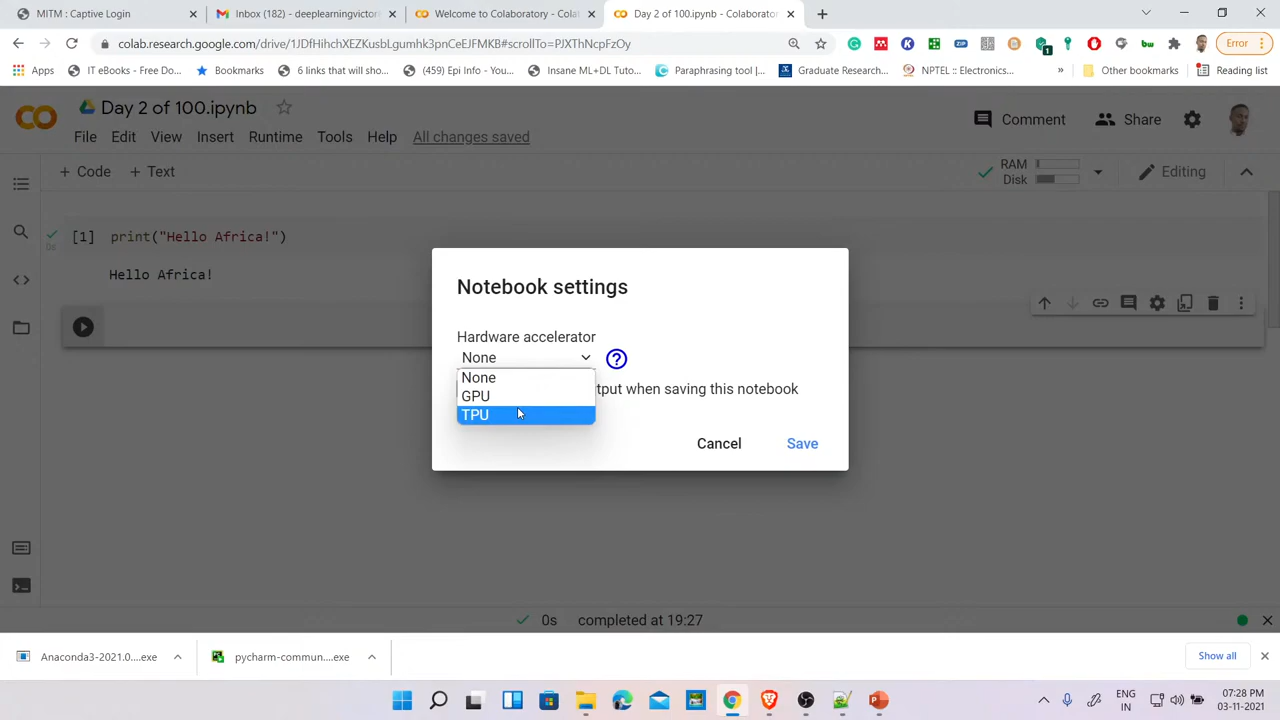 MITM : Captive Login
Inbox (182) - deeplearningvictor
Welcome to Colaboratory - Colab
Day 2 of 100.ipynb - Colaborator
colab.research.google.com/drive/
#scrollTo=PJXThNcpFzOy
Error
Apps
IT eBooks - Free Do...
Bookmarks
6 links that will sho...
(459) Epi Info - You...
Insane ML+DL Tuto...
Paraphrasing tool |...
Graduate Research...
NPTEL :: Electronics...
»
Other bookmarks
Reading list
Day 2 of 100.ipynb
Comment
Share
File Edit View Insert Runtime Tools Help All changes saved
+ Code + Text
RAM
Disk
Editing
[1] print("Hello Africa!")
0s
Hello Africa!
Notebook settings
Hardware accelerator
None
None
GPU
TPU
tput when saving this notebook
Cancel
Save
0s completed at 19:27
Anaconda3-2021.0....exe
pycharm-commun....exe
Show all
ENG
IN
07:28 PM
03-11-2021